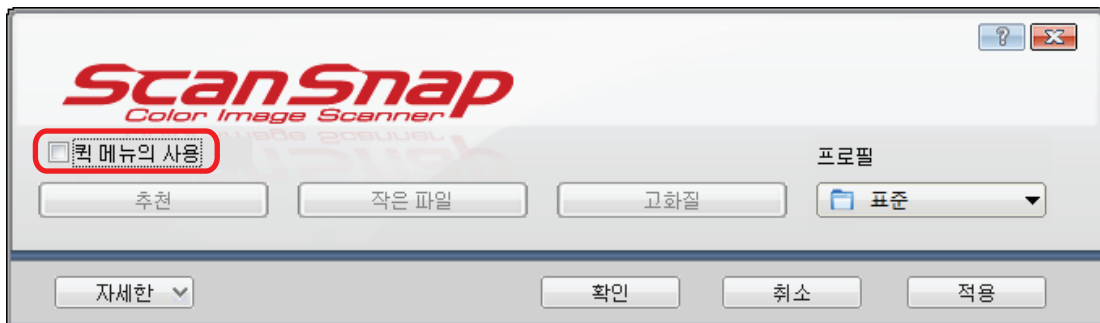 ?
ScanSnap
Color Image Scanner
퀵 메뉴의 사용
프로필
추천 작은 파일 고화질 표준
자세한 확인 취소 적용